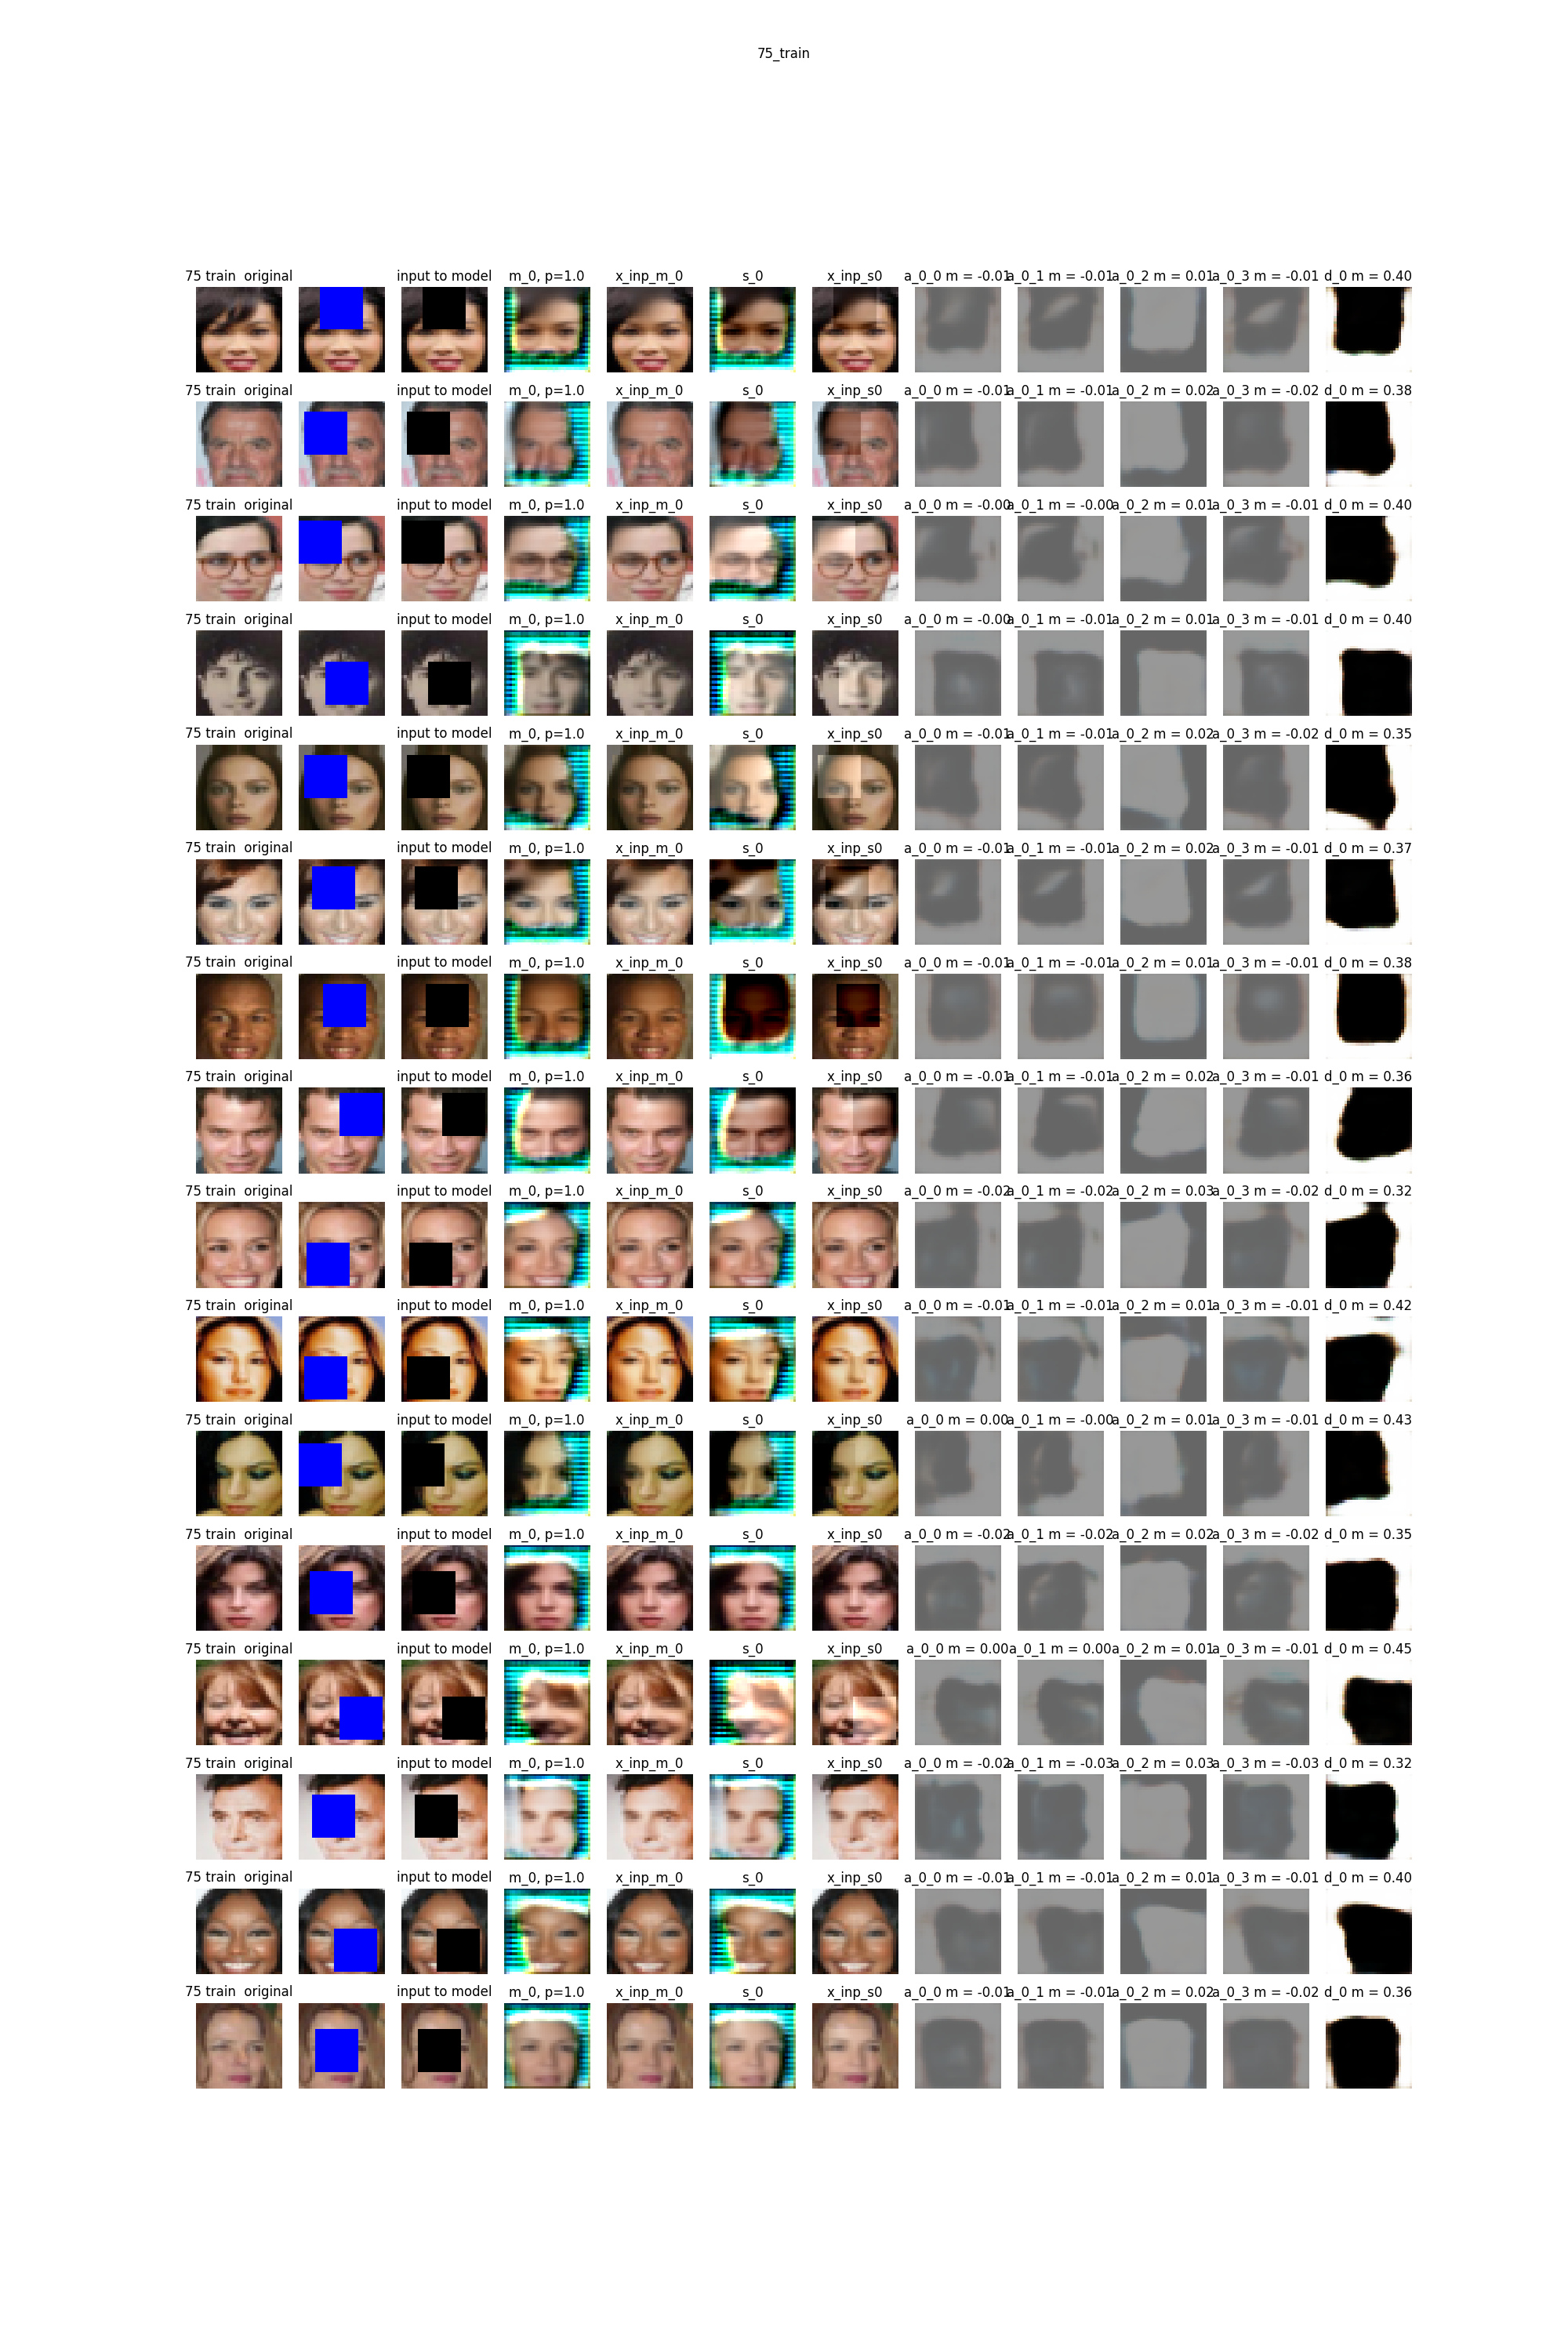 75_train
75 train  original input to model m_0, p=1.0 x_inp_m_0 s_0 x_inp_s0 a_0_0 m = -0.01 a_0_1 m = -0.01 a_0_2 m = 0.01 a_0_3 m = -0.01 d_0 m = 0.40
75 train  original input to model m_0, p=1.0 x_inp_m_0 s_0 x_inp_s0 a_0_0 m = -0.01 a_0_1 m = -0.01 a_0_2 m = 0.02 a_0_3 m = -0.02 d_0 m = 0.38
75 train  original input to model m_0, p=1.0 x_inp_m_0 s_0 x_inp_s0 a_0_0 m = -0.00 a_0_1 m = -0.00 a_0_2 m = 0.01 a_0_3 m = -0.01 d_0 m = 0.40
75 train  original input to model m_0, p=1.0 x_inp_m_0 s_0 x_inp_s0 a_0_0 m = -0.00 a_0_1 m = -0.01 a_0_2 m = 0.01 a_0_3 m = -0.01 d_0 m = 0.40
75 train  original input to model m_0, p=1.0 x_inp_m_0 s_0 x_inp_s0 a_0_0 m = -0.01 a_0_1 m = -0.01 a_0_2 m = 0.02 a_0_3 m = -0.02 d_0 m = 0.35
75 train  original input to model m_0, p=1.0 x_inp_m_0 s_0 x_inp_s0 a_0_0 m = -0.01 a_0_1 m = -0.01 a_0_2 m = 0.02 a_0_3 m = -0.01 d_0 m = 0.37
75 train  original input to model m_0, p=1.0 x_inp_m_0 s_0 x_inp_s0 a_0_0 m = -0.01 a_0_1 m = -0.01 a_0_2 m = 0.01 a_0_3 m = -0.01 d_0 m = 0.38
75 train  original input to model m_0, p=1.0 x_inp_m_0 s_0 x_inp_s0 a_0_0 m = -0.01 a_0_1 m = -0.01 a_0_2 m = 0.02 a_0_3 m = -0.01 d_0 m = 0.36
75 train  original input to model m_0, p=1.0 x_inp_m_0 s_0 x_inp_s0 a_0_0 m = -0.02 a_0_1 m = -0.02 a_0_2 m = 0.03 a_0_3 m = -0.02 d_0 m = 0.32
75 train  original input to model m_0, p=1.0 x_inp_m_0 s_0 x_inp_s0 a_0_0 m = -0.01 a_0_1 m = -0.01 a_0_2 m = 0.01 a_0_3 m = -0.01 d_0 m = 0.42
75 train  original input to model m_0, p=1.0 x_inp_m_0 s_0 x_inp_s0 a_0_0 m = 0.00 a_0_1 m = -0.00 a_0_2 m = 0.01 a_0_3 m = -0.01 d_0 m = 0.43
75 train  original input to model m_0, p=1.0 x_inp_m_0 s_0 x_inp_s0 a_0_0 m = -0.02 a_0_1 m = -0.02 a_0_2 m = 0.02 a_0_3 m = -0.02 d_0 m = 0.35
75 train  original input to model m_0, p=1.0 x_inp_m_0 s_0 x_inp_s0 a_0_0 m = 0.00 a_0_1 m = 0.00 a_0_2 m = 0.01 a_0_3 m = -0.01 d_0 m = 0.45
75 train  original input to model m_0, p=1.0 x_inp_m_0 s_0 x_inp_s0 a_0_0 m = -0.02 a_0_1 m = -0.03 a_0_2 m = 0.03 a_0_3 m = -0.03 d_0 m = 0.32
75 train  original input to model m_0, p=1.0 x_inp_m_0 s_0 x_inp_s0 a_0_0 m = -0.01 a_0_1 m = -0.01 a_0_2 m = 0.01 a_0_3 m = -0.01 d_0 m = 0.40
75 train  original input to model m_0, p=1.0 x_inp_m_0 s_0 x_inp_s0 a_0_0 m = -0.01 a_0_1 m = -0.01 a_0_2 m = 0.02 a_0_3 m = -0.02 d_0 m = 0.36